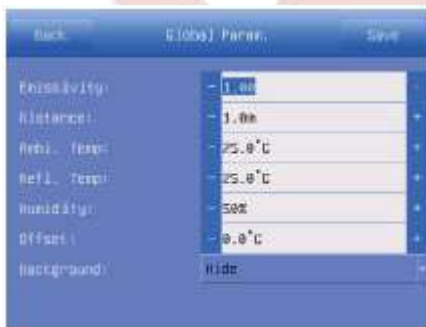 Back Global Param. Save
Emissivity: - 1.00
Distance: - 1.0m +
Ambi. Temp: - 25.0°C +
Refl. Temp: - 25.0°C +
Humidity: - 50% +
Offset: - 0.0°C +
Background: Hide